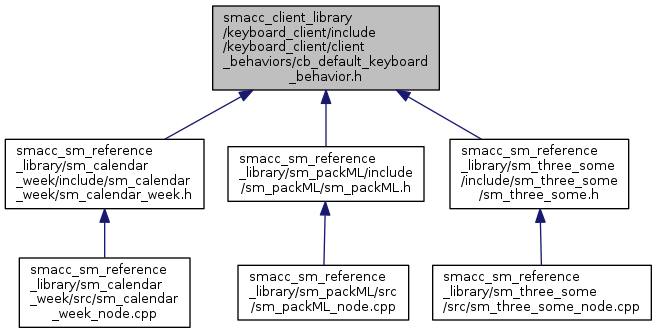 smacc_client_library
/keyboard_client/include
/keyboard_client/client
_behaviors/cb_default_keyboard
_behavior.h
smacc_sm_reference
_library/sm_calendar
_week/include/sm_calendar
_week/sm_calendar_week.h
smacc_sm_reference
_library/sm_packML/include
/sm_packML/sm_packML.h
smacc_sm_reference
_library/sm_three_some
/include/sm_three_some
/sm_three_some.h
smacc_sm_reference
_library/sm_calendar
_week/src/sm_calendar
_week_node.cpp
smacc_sm_reference
_library/sm_packML/src
/sm_packML_node.cpp
smacc_sm_reference
_library/sm_three_some
/src/sm_three_some_node.cpp